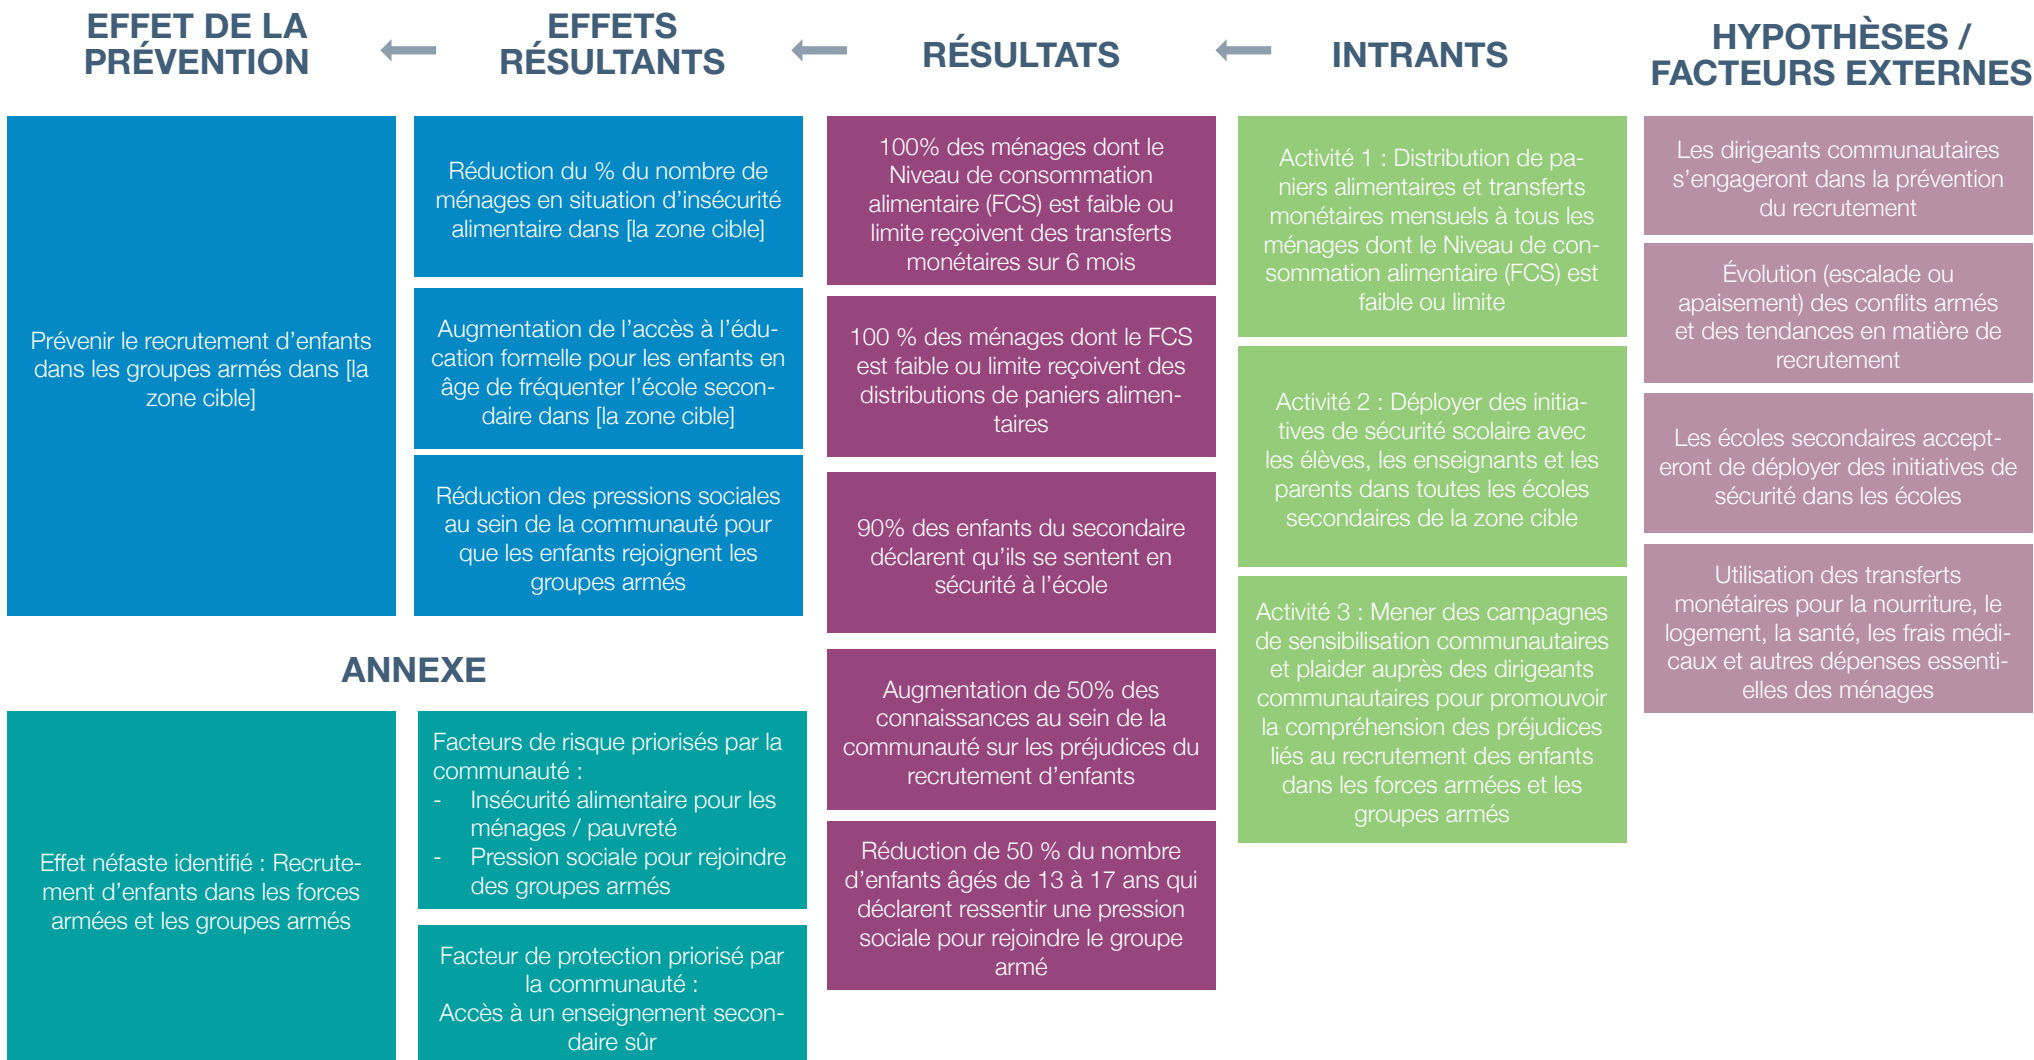 EFFET DE LA
PRÉVENTION
EFFETS
RÉSULTANTS
RÉSULTATS
INTRANTS
HYPOTHÈSES /
FACTEURS EXTERNES
Prévenir le recrutement d'enfants
dans les groupes armés dans [la
zone cible]
Réduction du % du nombre de
ménages en situation d'insécurité
alimentaire dans [la zone cible]
Augmentation de l'accès à l'édu-
cation formelle pour les enfants en
âge de fréquenter l'école secon-
daire dans [la zone cible]
Réduction des pressions sociales
au sein de la communauté pour
que les enfants rejoignent les
groupes armés
100% des ménages dont le
Niveau de consommation
alimentaire (FCS) est faible ou
limite reçoivent des transferts
monétaires sur 6 mois
100 % des ménages dont le FCS
est faible ou limite reçoivent des
distributions de paniers alimen-
taires
90% des enfants du secondaire
déclarent qu'ils se sentent en
sécurité à l'école
Augmentation de 50% des
connaissances au sein de la
communauté sur les préjudices du
recrutement d'enfants
Réduction de 50 % du nombre
d'enfants âgés de 13 à 17 ans qui
déclarent ressentir une pression
sociale pour rejoindre le groupe
armé
Activité 1 : Distribution de pa-
niers alimentaires et transferts
monétaires mensuels à tous les
ménages dont le Niveau de con-
sommation alimentaire (FCS) est
faible ou limite
Activité 2 : Déployer des initia-
tives de sécurité scolaire avec
les élèves, les enseignants et les
parents dans toutes les écoles
secondaires de la zone cible
Activité 3 : Mener des campagnes
de sensibilisation communautaires
et plaider auprès des dirigeants
communautaires pour promouvoir
la compréhension des préjudices
liés au recrutement des enfants
dans les forces armées et les
groupes armés
Les dirigeants communautaires
s'engageront dans la prévention
du recrutement
Évolution (escalade ou
apaisement) des conflits armés
et des tendances en matière de
recrutement
Les écoles secondaires accept-
eront de déployer des initiatives de
sécurité dans les écoles
Utilisation des transferts
monétaires pour la nourriture, le
logement, la santé, les frais médi-
caux et autres dépenses essenti-
elles des ménages
ANNEXE
Effet néfaste identifié : Recrute-
ment d'enfants dans les forces
armées et les groupes armés
Facteurs de risque priorisés par la
communauté :
- Insécurité alimentaire pour les
ménages / pauvreté
- Pression sociale pour rejoindre
des groupes armés
Facteur de protection priorisé par
la communauté :
Accès à un enseignement secon-
daire sûr